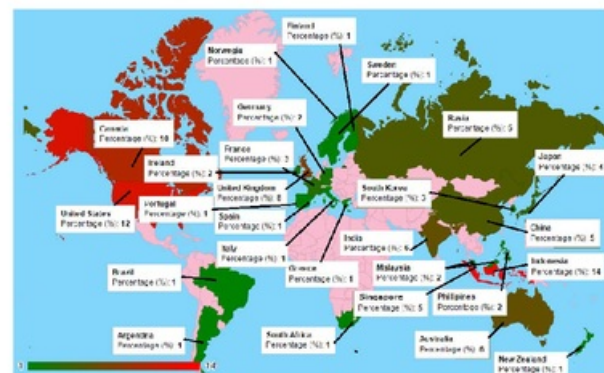 Finland
Percentage (%): 1
Norwegia
Percentage (%): 1
Sweden
Percentage (%): 1
Germany
Percentage (%): 2
Rusia
Percentage (%): 5
Canada
Percentage (%): 10
France
Percentage (%): 3
Ireland
Percentage (%): 2
Japan
Percentage (%): 4
United Kingdom
Percentage (%): 8
South Korea
Percentage (%): 3
Portugal
Percentage (%): 1
United States
Percentage (%): 12
Spain
Percentage (%): 1
China
Percentage (%): 5
India
Percentage (%): 6
Italy
Percentage (%): 1
Malaysia
Percentage (%): 2
Indonesia
Percentage (%): 14
Brazil
Percentage (%): 1
Greece
Percentage (%): 1
Singapore
Percentage (%): 5
Philipines
Percentage (%): 2
Argentina
Percentage (%): 1
South Africa
Percentage (%): 1
Australia
Percentage (%): 6
New Zealand
Percentage (%): 1
1
14